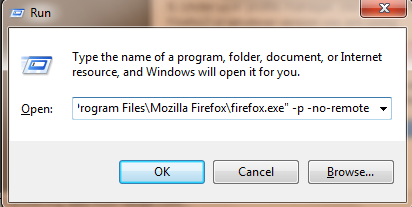 Run
Type the name of a program, folder, document, or Internet
resource, and Windows will open it for you.
Open: rogram Files\Mozilla Firefox\firefox.exe" -p -no-remote
OK Cancel Browse...